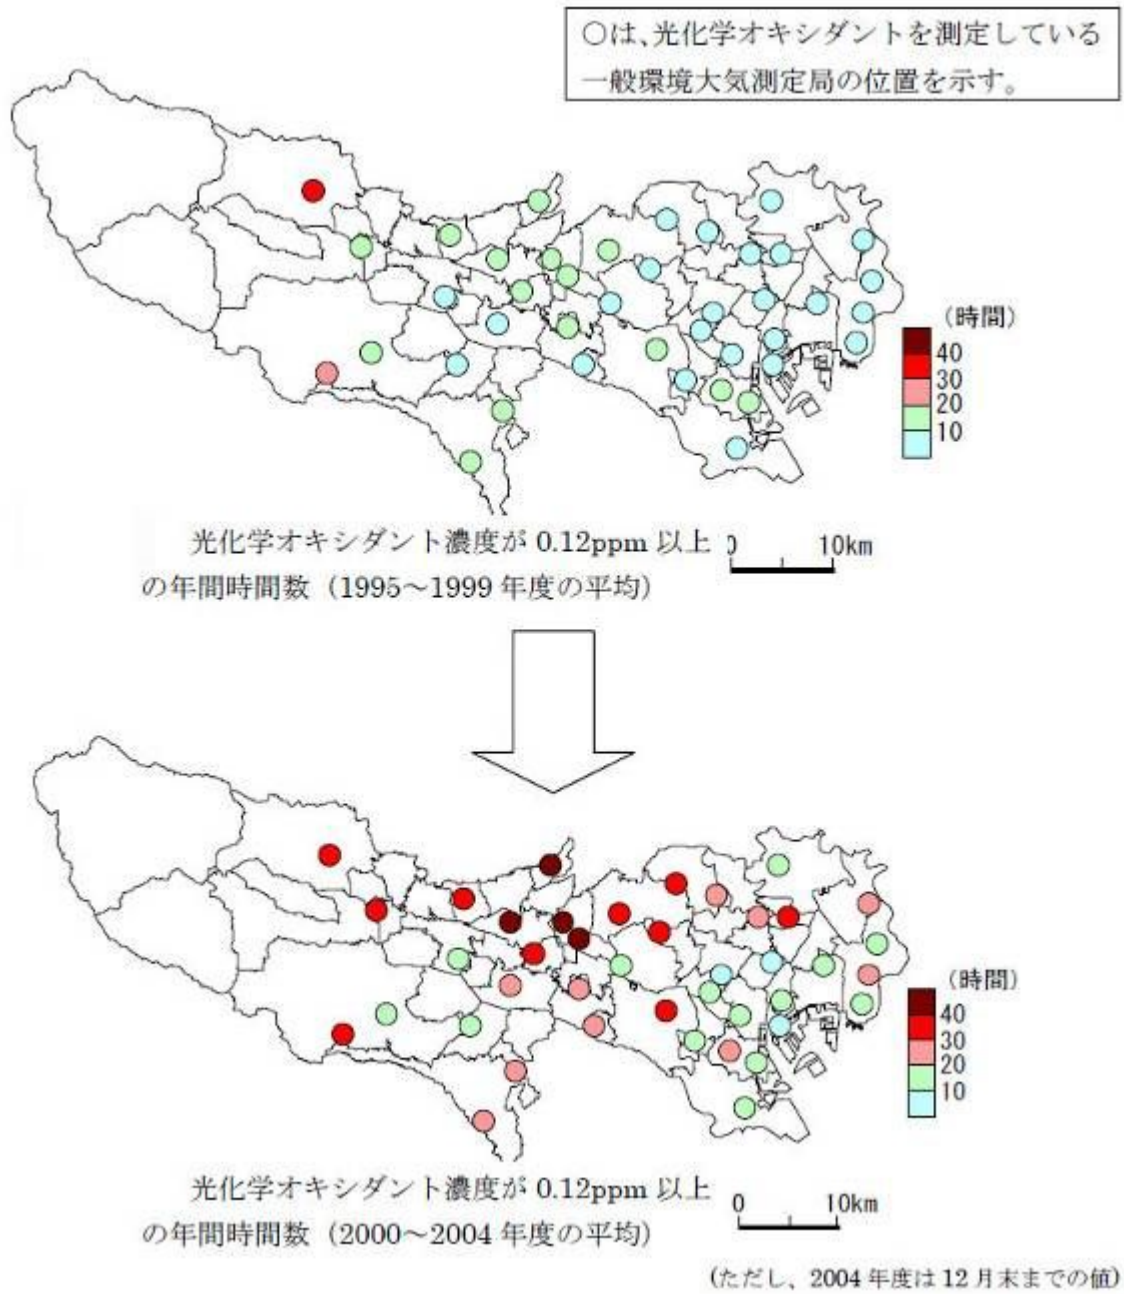 ○は、光化学オキシダントを測定している
一般環境大気測定局の位置を示す。
(時間)
40
30
20
10
光化学オキシダント濃度が 0.12ppm 以上
の年間時間数（1995～1999 年度の平均）
0 10km
(時間)
40
30
20
10
光化学オキシダント濃度が 0.12ppm 以上
の年間時間数（2000～2004 年度の平均）
0 10km
(ただし、2004 年度は 12 月末までの値)